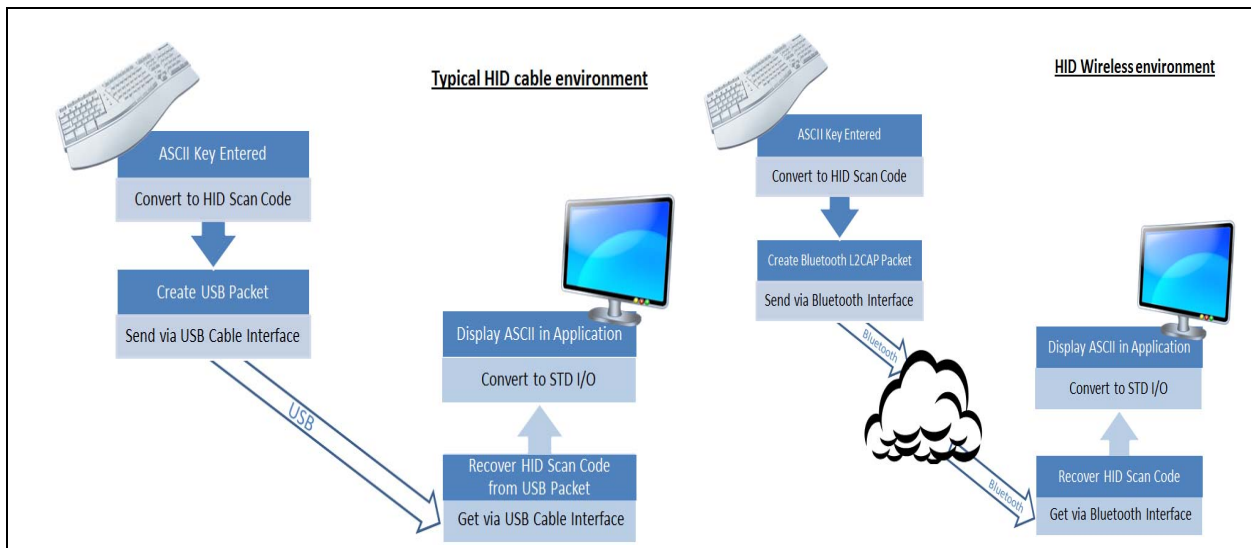 Typical HID cable environment
ASCII Key Entered
Convert to HID Scan Code
Create USB Packet
Send via USB Cable Interface
USB
Display ASCII in Application
Convert to STD I/O
Recover HID Scan Code
from USB Packet
Get via USB Cable Interface
HID Wireless environment
ASCII Key Entered
Convert to HID Scan Code
Create Bluetooth L2CAP Packet
Send via Bluetooth Interface
Bluetooth
Bluetooth
Display ASCII in Application
Convert to STD I/O
Recover HID Scan Code
Get via Bluetooth Interface